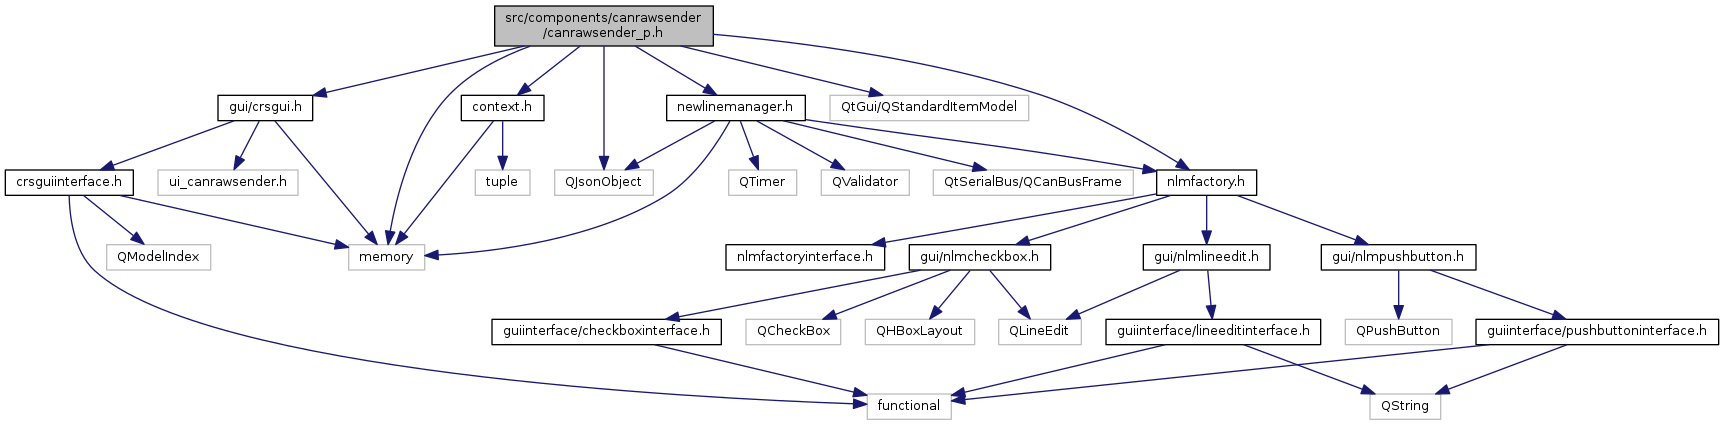 src/components/canrawsender
/canrawsender_p.h
gui/crsgui.h
context.h
newlinemanager.h
QtGui/QStandardItemModel
crsguiinterface.h
ui_canrawsender.h
tuple
QJsonObject
QTimer
QValidator
QtSerialBus/QCanBusFrame
nlmfactory.h
QModelIndex
memory
nlmfactoryinterface.h
gui/nlmcheckbox.h
gui/nlmlineedit.h
gui/nlmpushbutton.h
guiinterface/checkboxinterface.h
QCheckBox
QHBoxLayout
QLineEdit
guiinterface/lineeditinterface.h
QPushButton
guiinterface/pushbuttoninterface.h
functional
QString